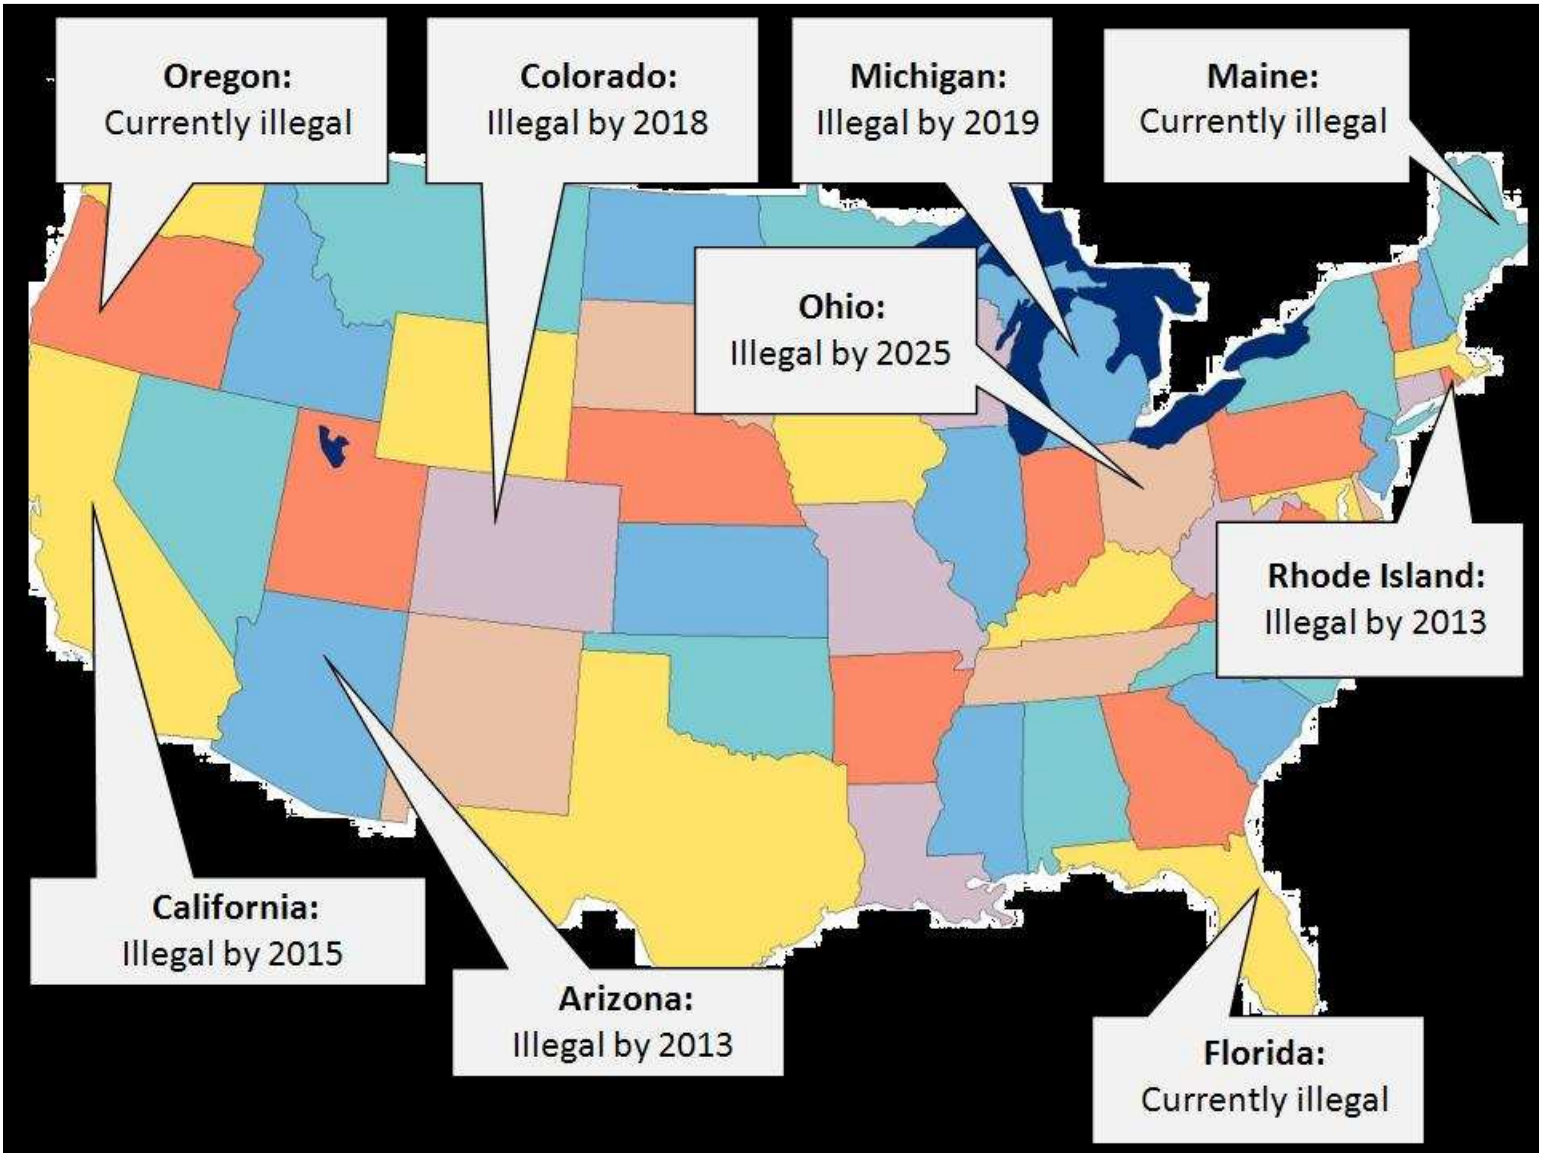 Oregon:
Currently illegal
Colorado:
Illegal by 2018
Michigan:
Illegal by 2019
Maine:
Currently illegal
Ohio:
Illegal by 2025
Rhode Island:
Illegal by 2013
California:
Illegal by 2015
Arizona:
Illegal by 2013
Florida:
Currently illegal